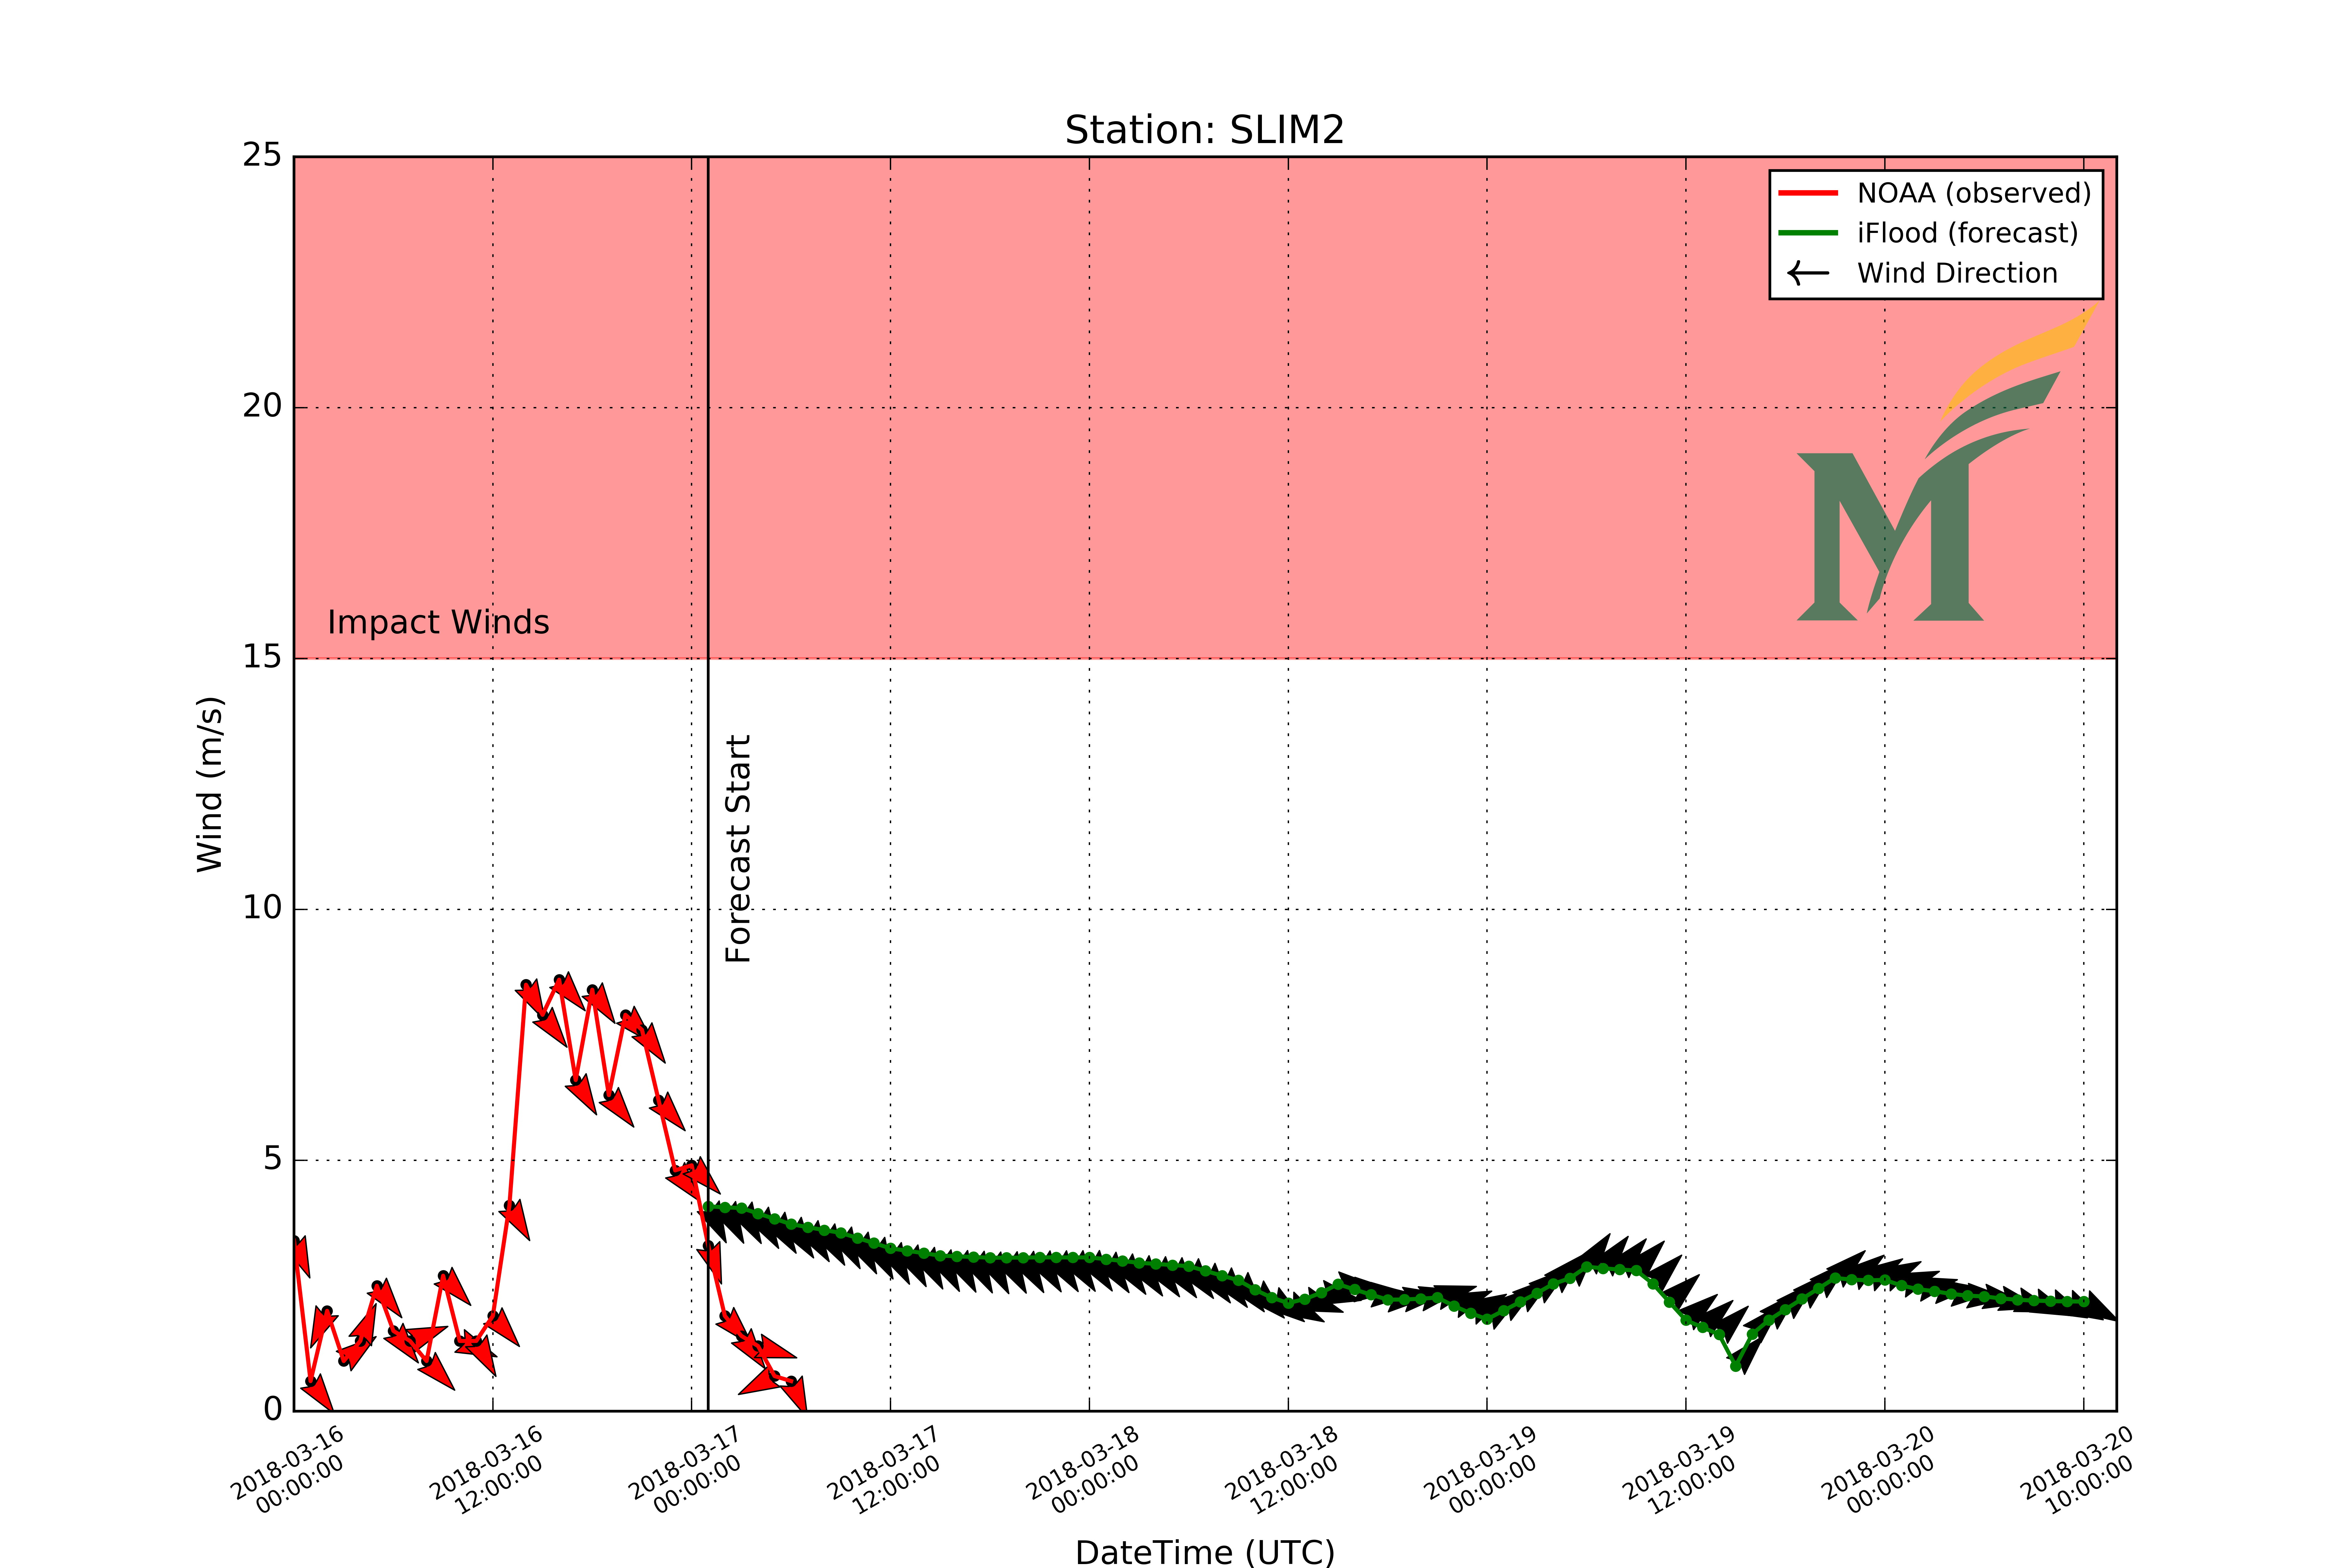 Station: SLIM2
25
20
15
10
5
0
Wind (m/s)
NOAA (observed)
iFlood (forecast)
Wind Direction
M
Impact Winds
Forecast Start
2018-03-16
00:00:00
2018-03-16
12:00:00
2018-03-17
00:00:00
2018-03-17
12:00:00
2018-03-18
00:00:00
2018-03-18
12:00:00
2018-03-19
00:00:00
2018-03-19
12:00:00
2018-03-20
00:00:00
2018-03-20
10:00:00
DateTime (UTC)